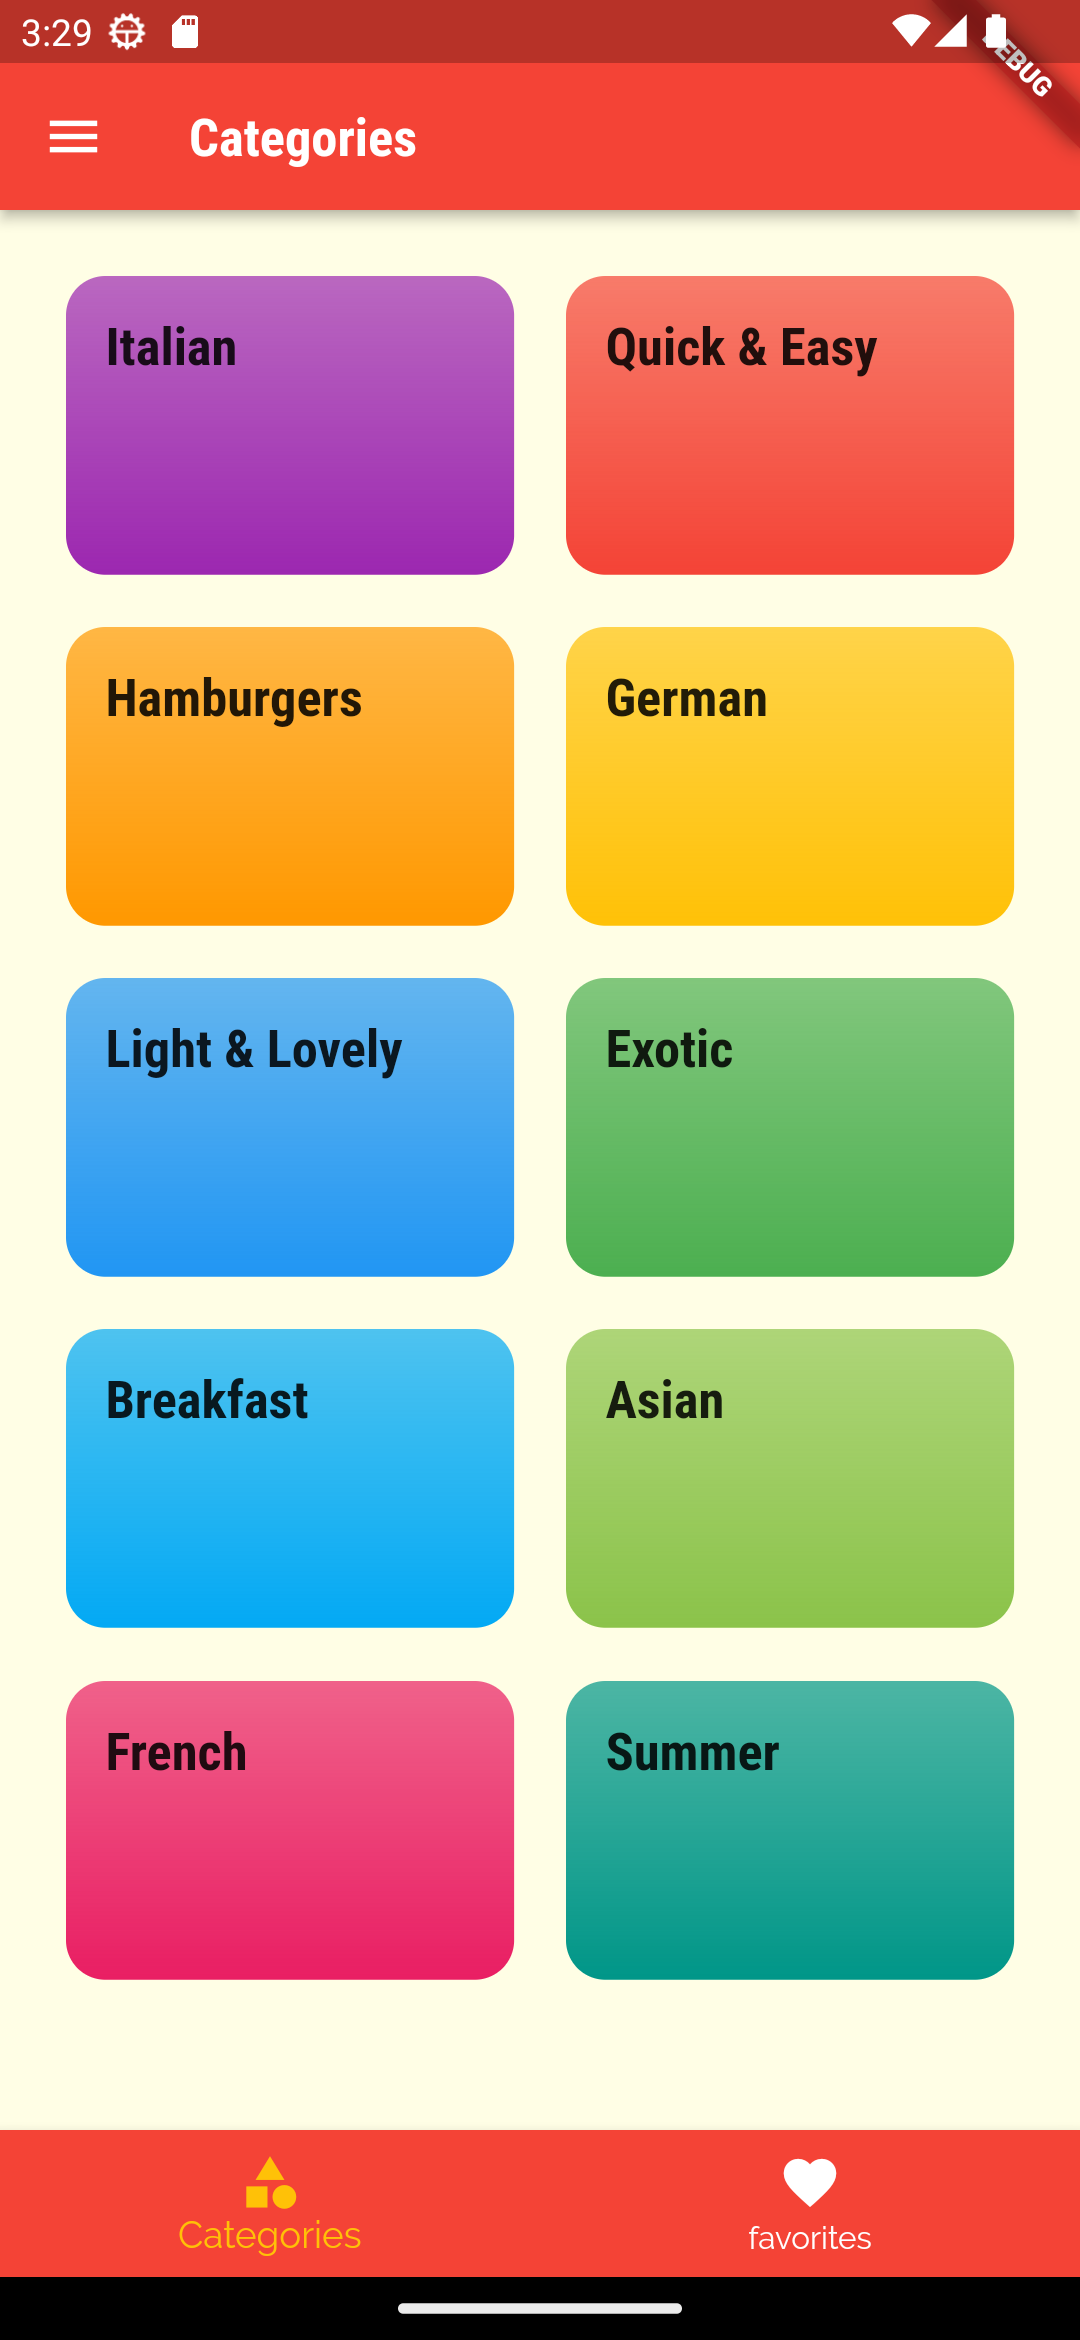 3:29
DEBUG
Categories
Italian
Quick & Easy
Hamburgers
German
Light & Lovely
Exotic
Breakfast
Asian
French
Summer
Categories
favorites